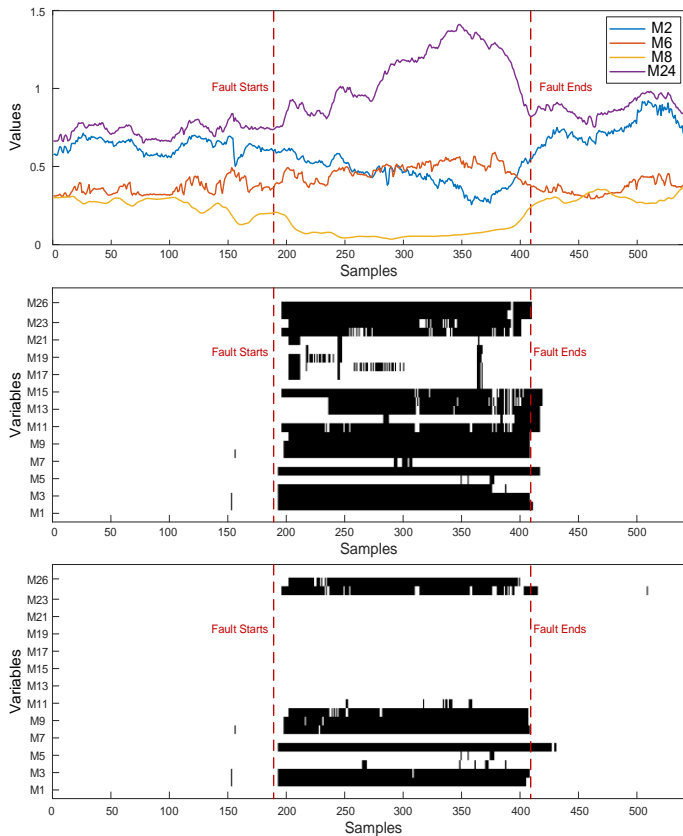 1.5
1
0.5
0
Values
M2
M6
M8
M24
Fault Starts
Fault Ends
0 50 100 150 200 250 300 350 400 450 500
Samples
M26
M23
M21
M19
M17
M15
M13
M11
M9
M7
M5
M3
M1
Variables
Fault Starts
Fault Ends
0 50 100 150 200 250 300 350 400 450 500
Samples
M26
M23
M21
M19
M17
M15
M13
M11
M9
M7
M5
M3
M1
Variables
Fault Starts
Fault Ends
0 50 100 150 200 250 300 350 400 450 500
Samples